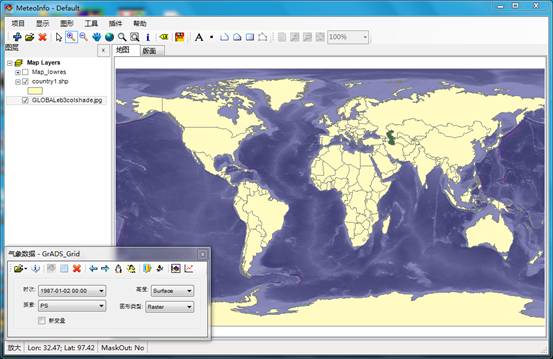 MeteoInfo - Default
项目 显示 图形 工具 插件 帮助
100%
图层
x
地图 版面
Map Layers
Map_lowres
country1.shp
GLOBALeb3colshade.jpg
气象数据 - GrADS_Grid
时次: 1987-01-02 00:00 高度: Surface
要素: PS 图形类型: Raster
新变量
放大 Lon: 32.47; Lat: 97.42 MaskOut: No